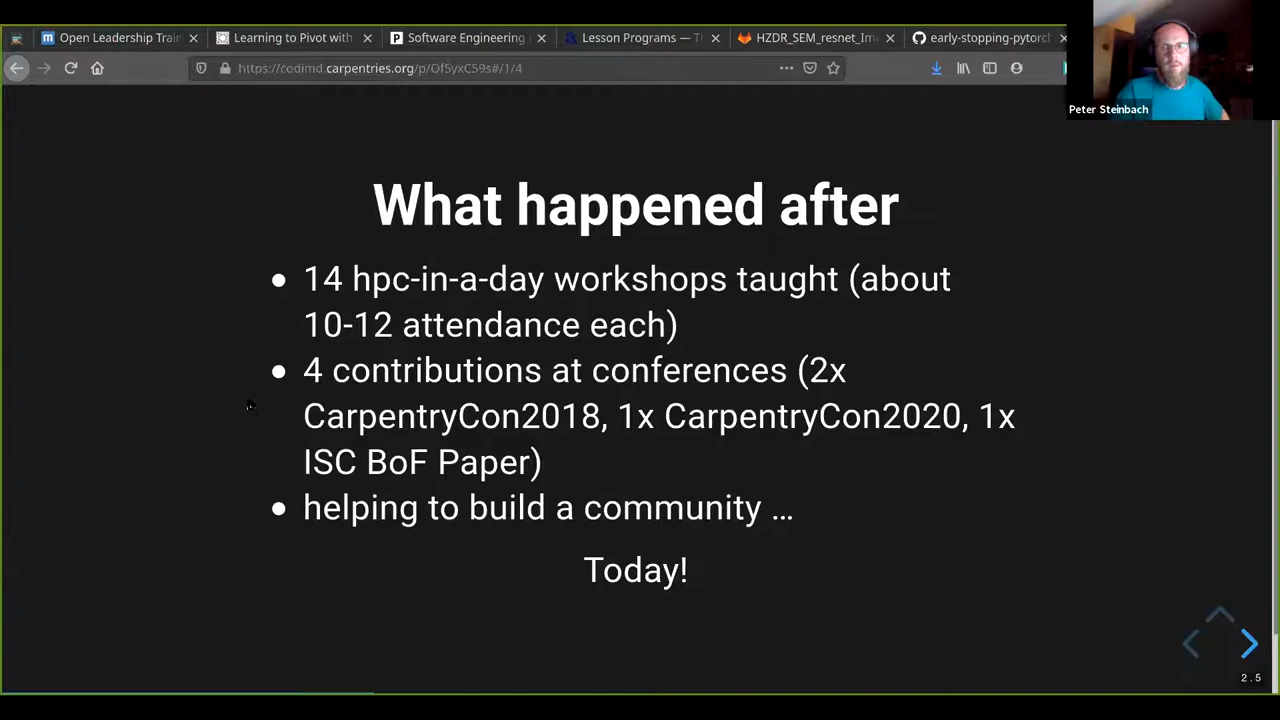 Open Leadership Train
Learning to Pivot with
Software Engineering
Lesson Programs — T
HZDR_SEM_resnet_Im
early-stopping-pytorch
https://codimd.carpentries.org/p/Of5yxC59s#/1/4
Peter Steinbach
What happened after
14 hpc-in-a-day workshops taught (about
10-12 attendance each)
4 contributions at conferences (2x
CarpentryCon2018, 1x CarpentryCon2020, 1x
ISC BoF Paper)
helping to build a community …
Today!
2.5